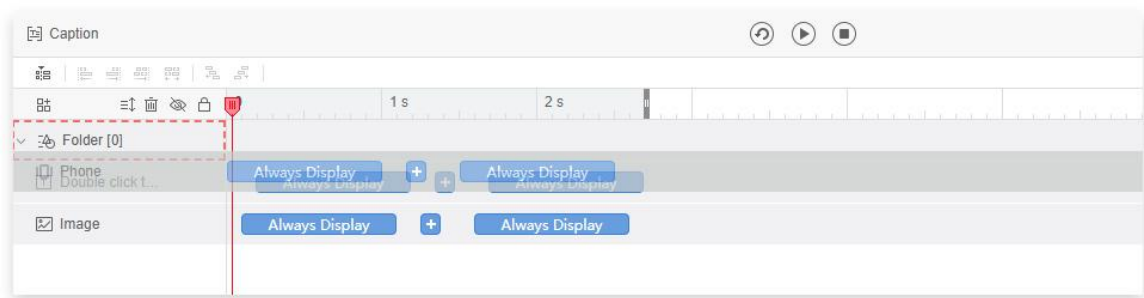 Caption
0 1 s 2 s
Folder [0]
Phone Always Display + Always Display
Double click t... Always Display + Always Display
Image Always Display + Always Display